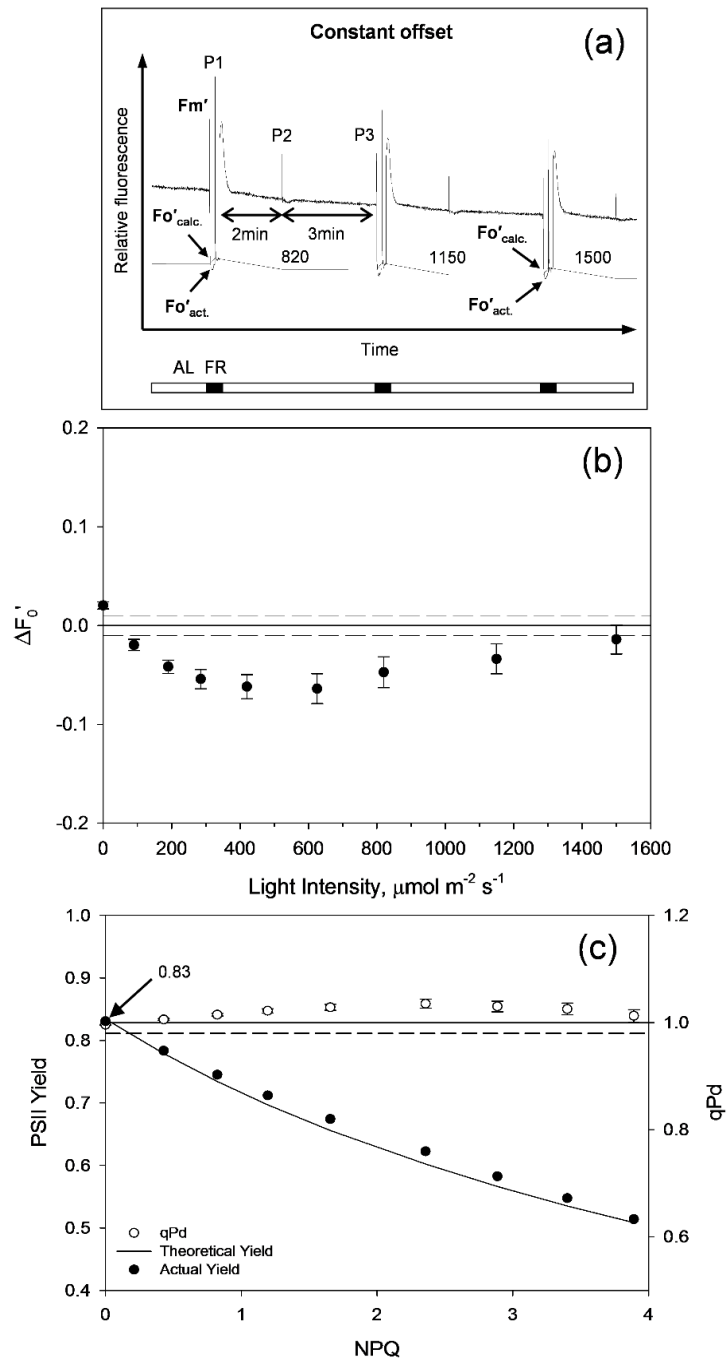 Constant offset
(a)
Relative fluorescence
P1
Fm′
P2
P3
Fo′calc.
Fo′act.
2min
3min
820
1150
1500
Fo′calc.
Fo′act.
Time
AL FR
(b)
0.2
0.1
0.0
-0.1
-0.2
ΔF0'
0 200 400 600 800 1000 1200 1400 1600
Light Intensity, μmol m-2 s-1
(c)
1.0
0.9
0.8
0.7
0.6
0.5
0.4
PSII Yield
0.83
1.2
1.0
0.8
0.6
qPd
qPd
Theoretical Yield
Actual Yield
0 1 2 3 4
NPQ